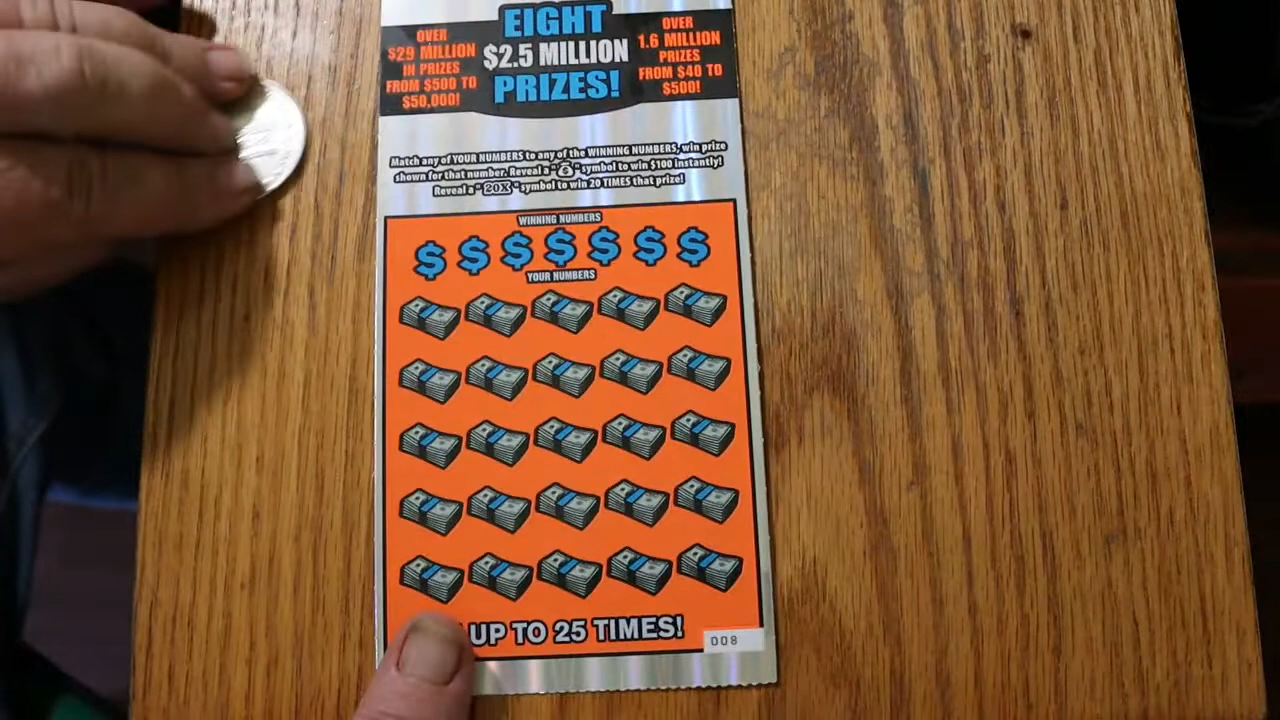 OVER
$29 MILLION
IN PRIZES
FROM $500 TO
$50,000!
EIGHT
$2.5 MILLION
PRIZES!
OVER
1.6 MILLION
PRIZES
FROM $40 TO
$500!
Match any of YOUR NUMBERS to any of the WINNING NUMBERS, win prize
shown for that number. Reveal a " " symbol to win $100 instantly!
Reveal a "20X" symbol to win 20 TIMES that prize!
WINNING NUMBERS
$ $ $ $ $ $ $
YOUR NUMBERS
UP TO 25 TIMES!
008